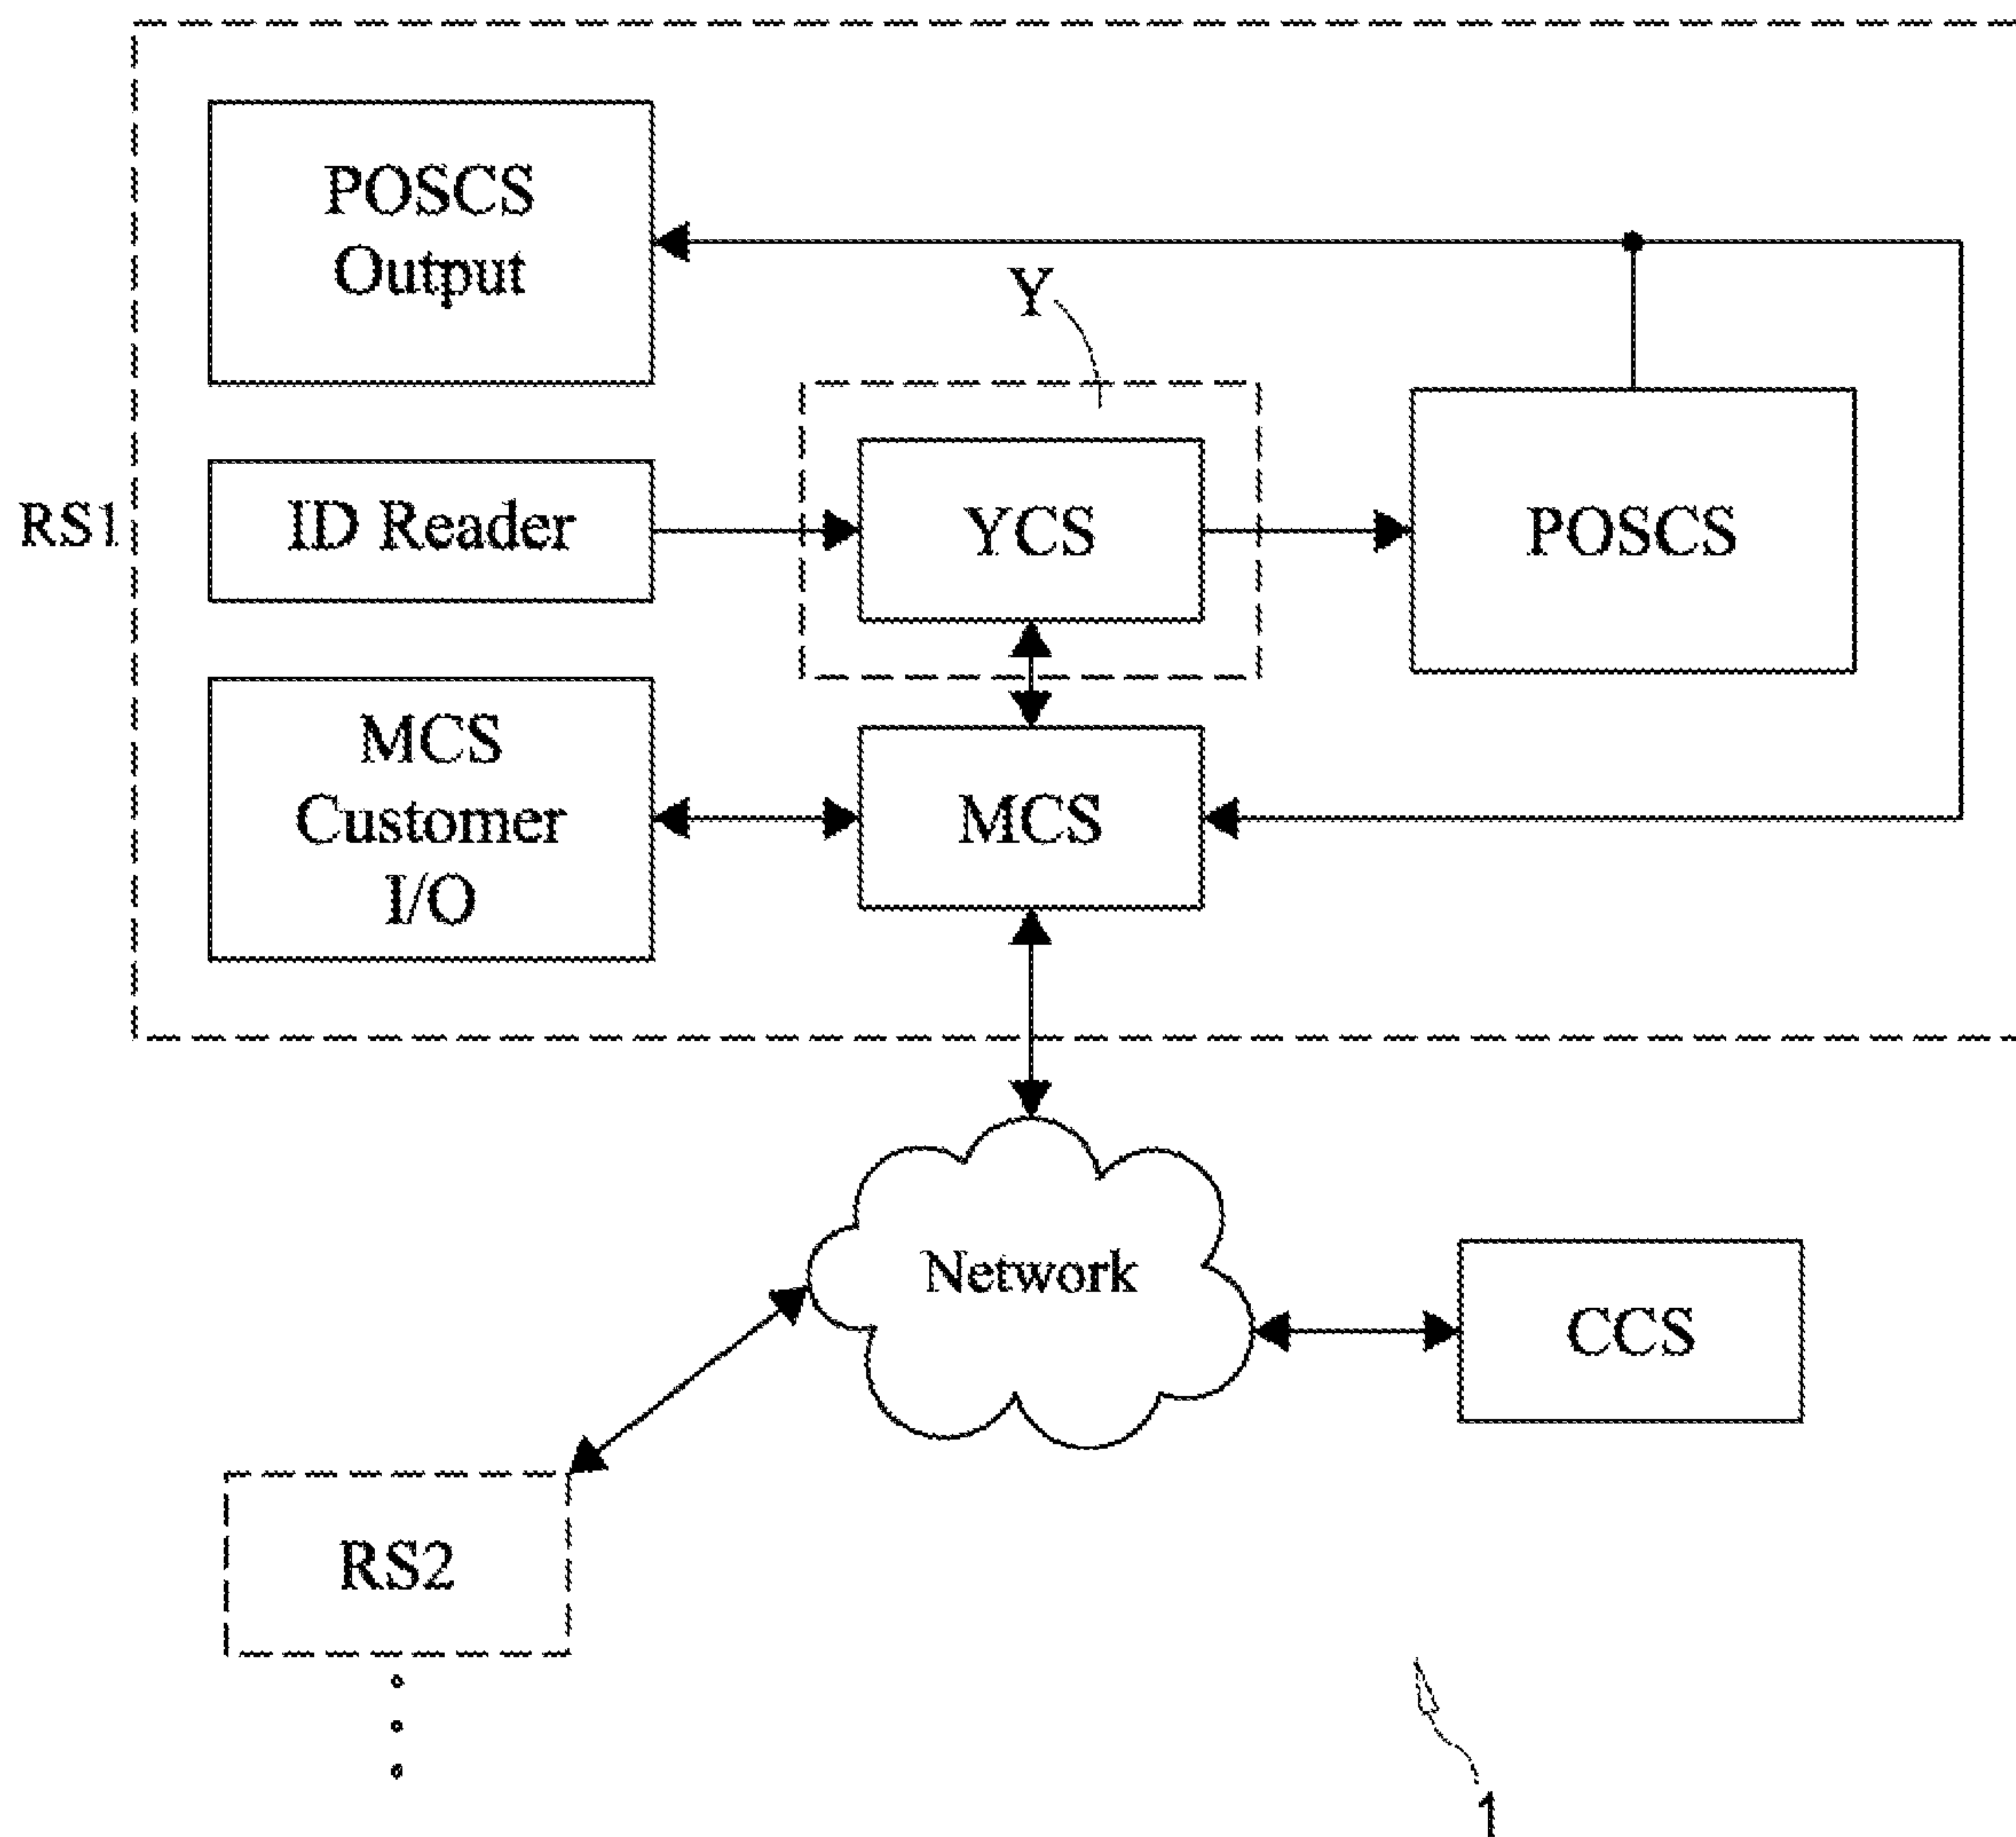 POSCS
Output
Y
RS1
ID Reader
YCS
POSCS
MCS
Customer
I/O
MCS
Network
CCS
RS2
1